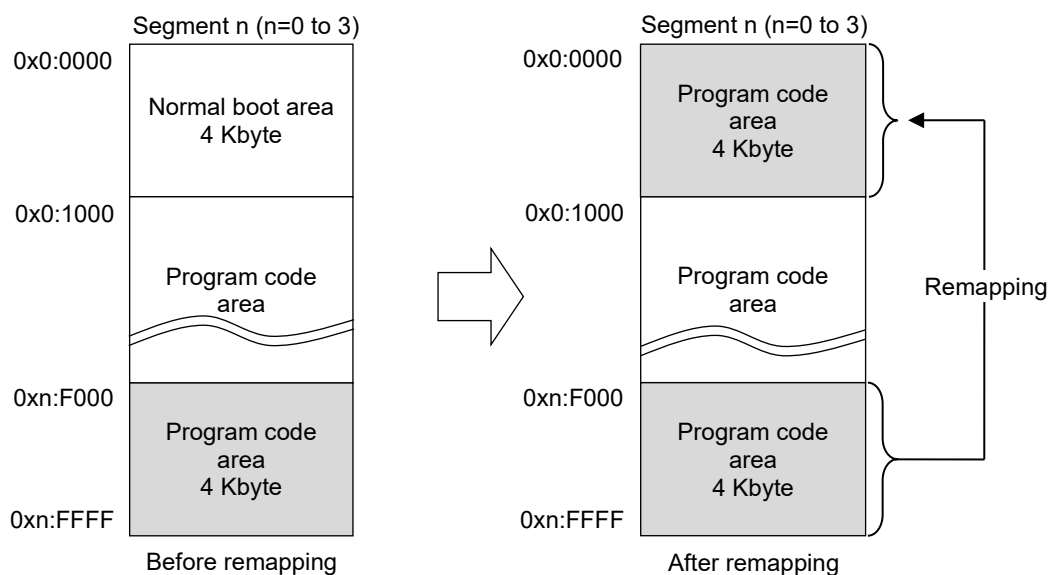 Segment n (n=0 to 3)
0x0:0000
Normal boot area
4 Kbyte
0x0:1000
Program code
area
0xn:F000
Program code
area
4 Kbyte
0xn:FFFF
Before remapping
Segment n (n=0 to 3)
0x0:0000
Program code
area
4 Kbyte
0x0:1000
Program code
area
Remapping
0xn:F000
Program code
area
4 Kbyte
0xn:FFFF
After remapping